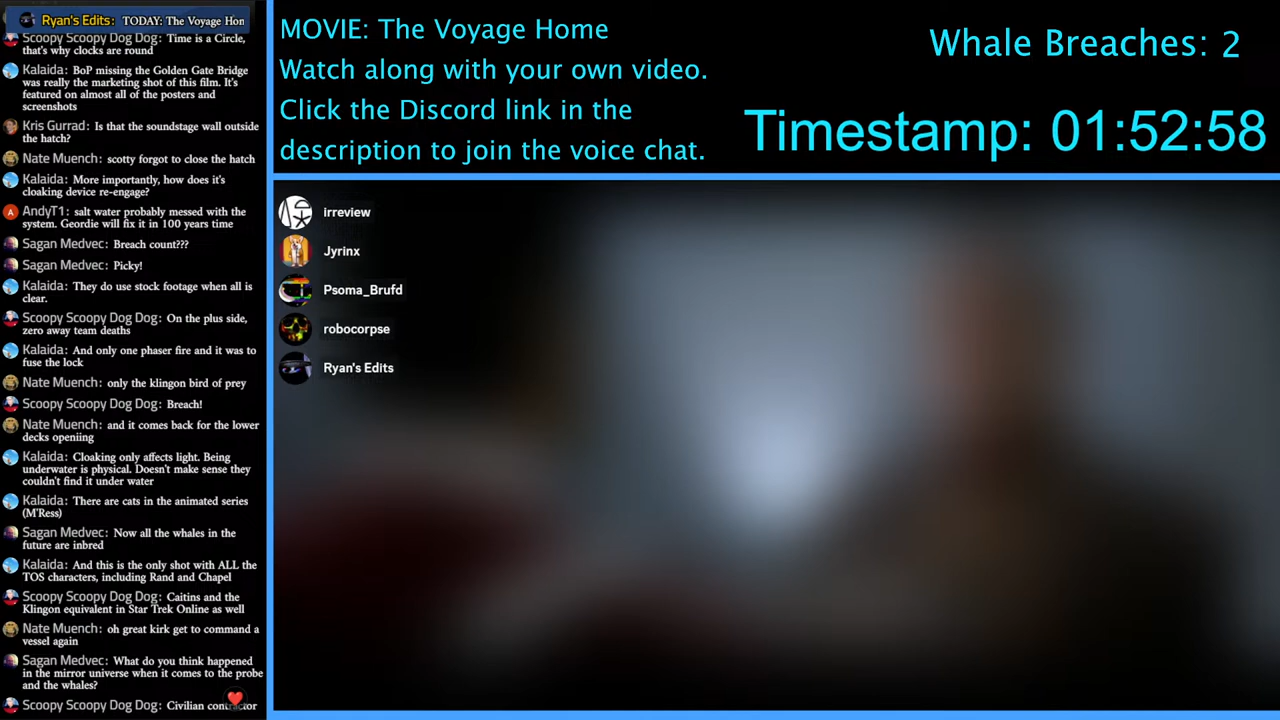 Ryan's Edits: TODAY: The Voyage Hon
Scoopy Scoopy Dog Dog: Time is a Circle,
that's why clocks are round
Kalaida: BoP missing the Golden Gate Bridge
was really the marketing shot of this film. It's
featured on almost all of the posters and
screenshots
Kris Gurrad: Is that the soundstage wall outside
the hatch?
Nate Muench: scotty forgot to close the hatch
Kalaida: More importantly, how does it's
cloaking device re-engage?
A AndyT1: salt water probably messed with the
system. Geordie will fix it in 100 years time
Sagan Medvec: Breach count???
Sagan Medvec: Picky!
Kalaida: They do use stock footage when all is
clear.
Scoopy Scoopy Dog Dog: On the plus side,
zero away team deaths
Kalaida: And only one phaser fire and it was to
fuse the lock
Nate Muench: only the klingon bird of prey
Scoopy Scoopy Dog Dog: Breach!
Nate Muench: and it comes back for the lower
decks openiing
Kalaida: Cloaking only affects light. Being
underwater is physical. Doesn't make sense they
couldn't find it under water
Kalaida: There are cats in the animated series
(M'Ress)
Sagan Medvec: Now all the whales in the
future are inbred
Kalaida: And this is the only shot with ALL the
TOS characters, including Rand and Chapel
Scoopy Scoopy Dog Dog: Caitins and the
Klingon equivalent in Star Trek Online as well
Nate Muench: oh great kirk get to command a
vessel again
Sagan Medvec: What do you think happened
in the mirror universe when it comes to the probe
and the whales?
Scoopy Scoopy Dog Dog: Civilian contractor
MOVIE: The Voyage Home
Watch along with your own video.
Click the Discord link in the
description to join the voice chat.
Whale Breaches: 2
Timestamp: 01:52:58
irreview
Jyrinx
Psoma_Brufd
robocorpse
Ryan's Edits